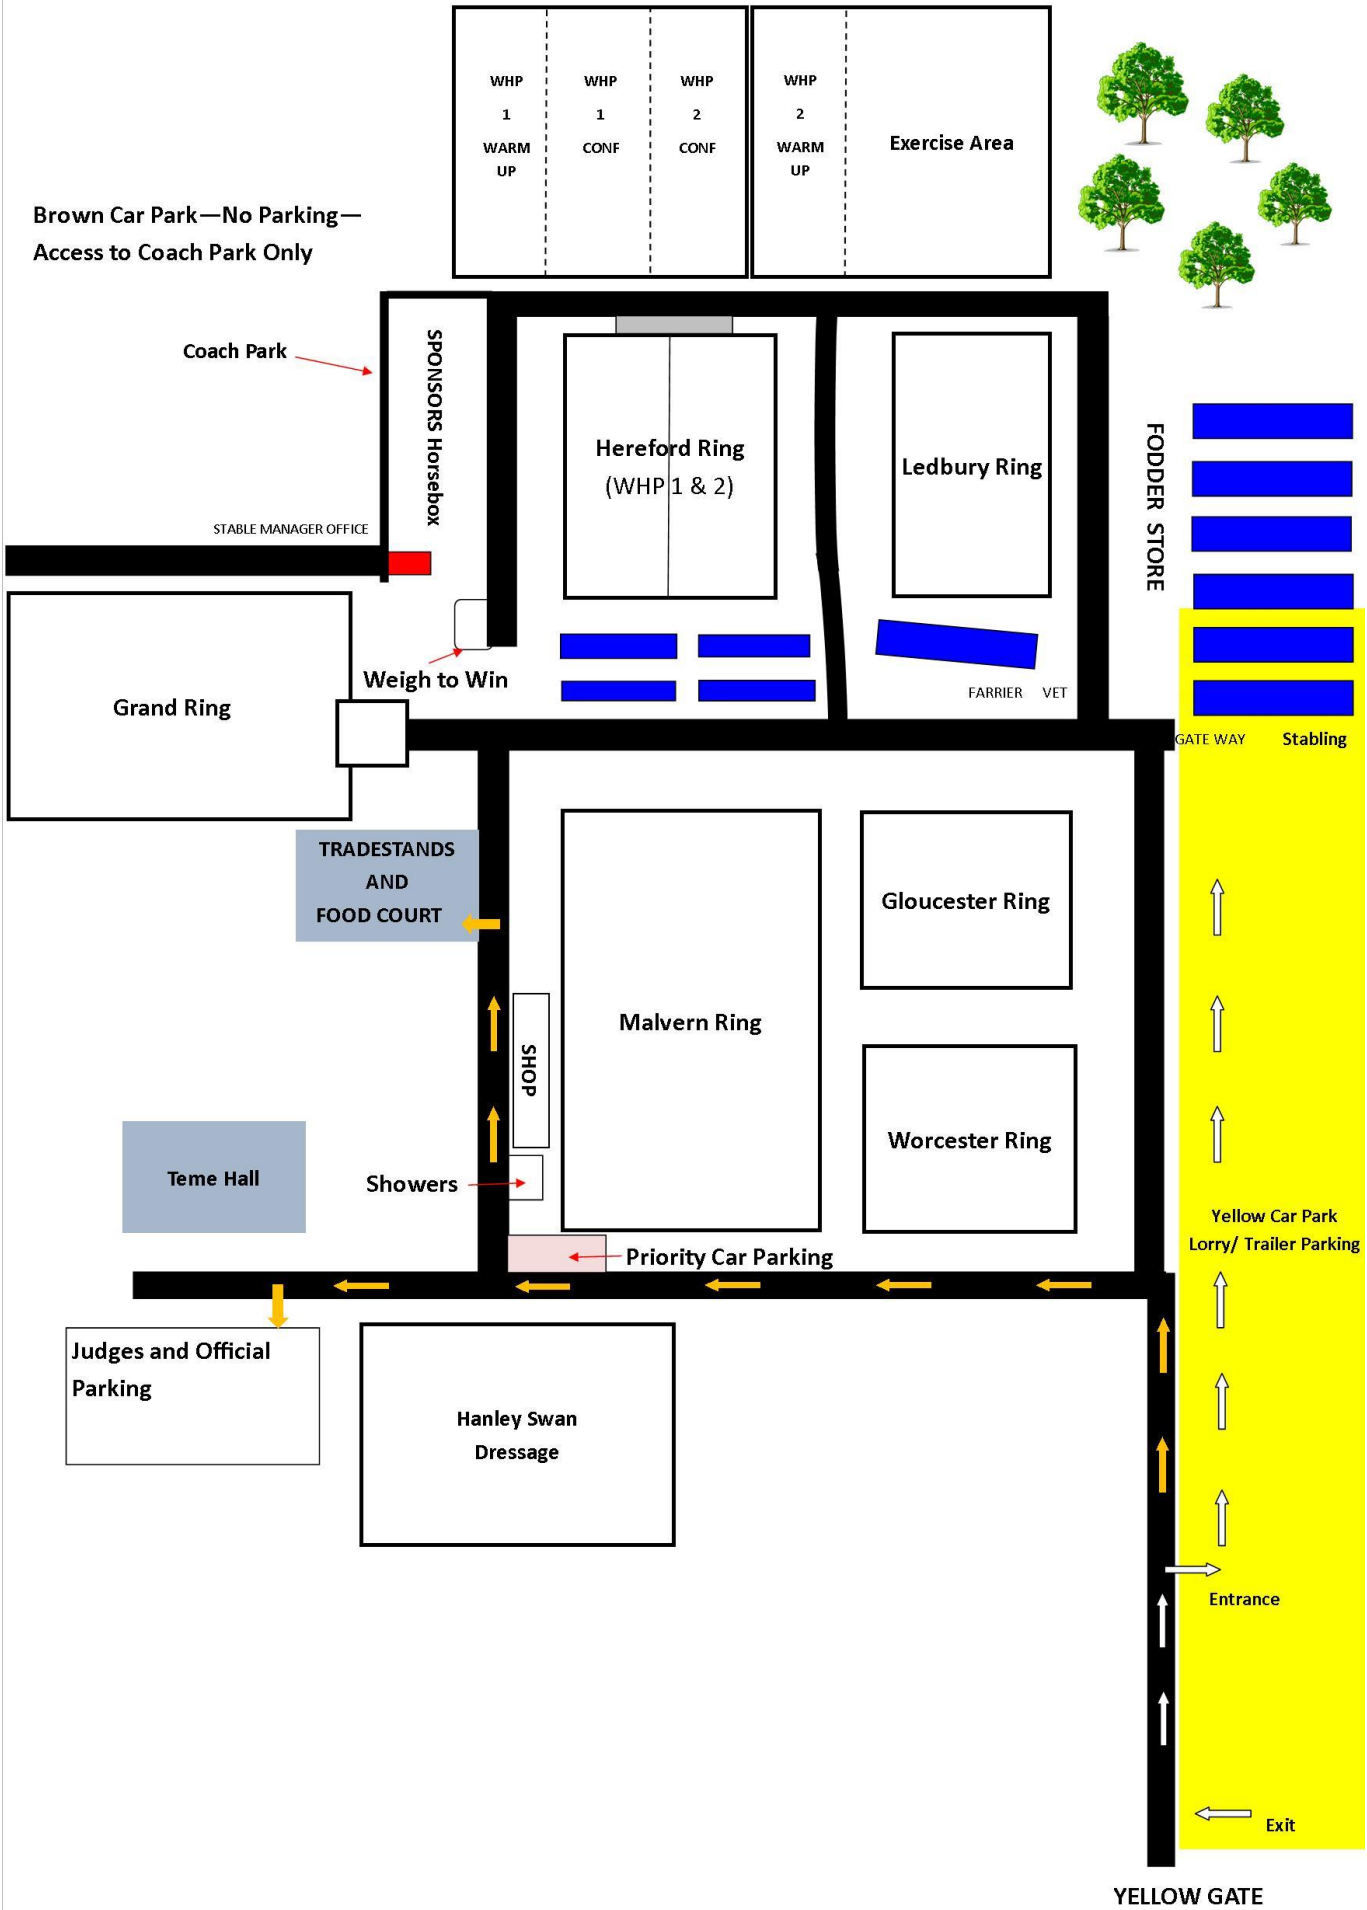 WHP
1
WARM
UP
WHP
1
CONF
WHP
2
CONF
WHP
2
WARM
UP
Exercise Area
Brown Car Park—No Parking—
Access to Coach Park Only
Coach Park
SPONSORS Horsebox
Hereford Ring
(WHP 1 & 2)
Ledbury Ring
FODDER STORE
STABLE MANAGER OFFICE
Weigh to Win
Grand Ring
FARRIER VET
GATE WAY
Stabling
TRADESTANDS
AND
FOOD COURT
Gloucester Ring
Malvern Ring
SHOP
Worcester Ring
Teme Hall
Showers
Yellow Car Park
Lorry/ Trailer Parking
Priority Car Parking
Judges and Official
Parking
Hanley Swan
Dressage
Entrance
Exit
YELLOW GATE